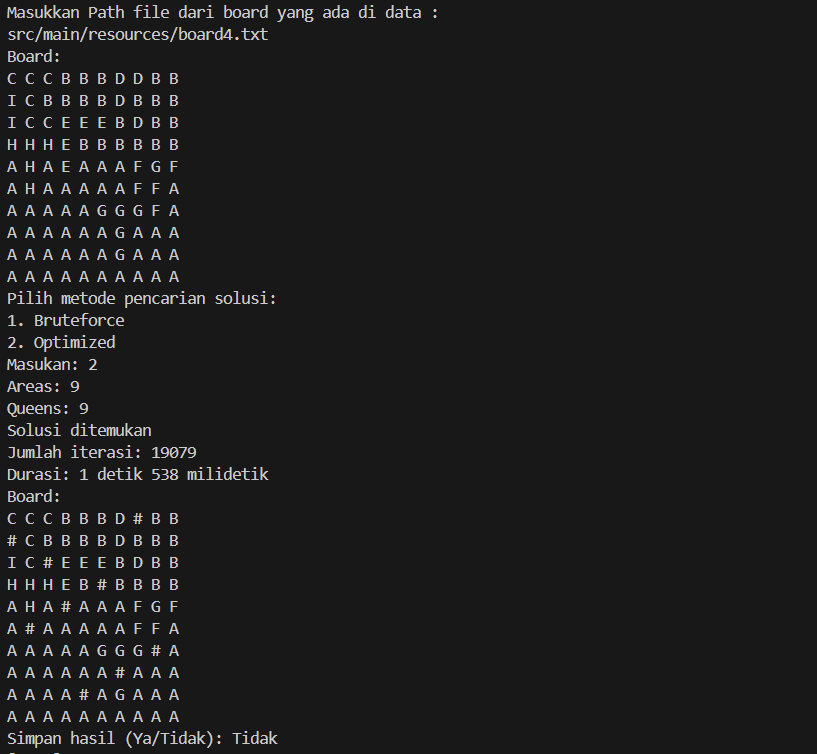 Masukkan Path file dari board yang ada di data :
src/main/resources/board4.txt
Board:
C C C B B B D D B B
I C B B B B D B B B
I C C E E E B D B B
H H H E B B B B B B
A H A E A A A F G F
A H A A A A A F F A
A A A A A G G G F A
A A A A A A G A A A
A A A A A A G A A A
A A A A A A A A A A
Pilih metode pencarian solusi:
1. Bruteforce
2. Optimized
Masukan: 2
Areas: 9
Queens: 9
Solusi ditemukan
Jumlah iterasi: 19079
Durasi: 1 detik 538 milidetik
Board:
C C C B B B D # B B
# C B B B B D B B B
I C # E E E B D B B
H H H E B # B B B B
A H A # A A A F G F
A # A A A A A F F A
A A A A A G G G # A
A A A A A A # A A A
A A A A # A G A A A
A A A A A A A A A A
Simpan hasil (Ya/Tidak): Tidak